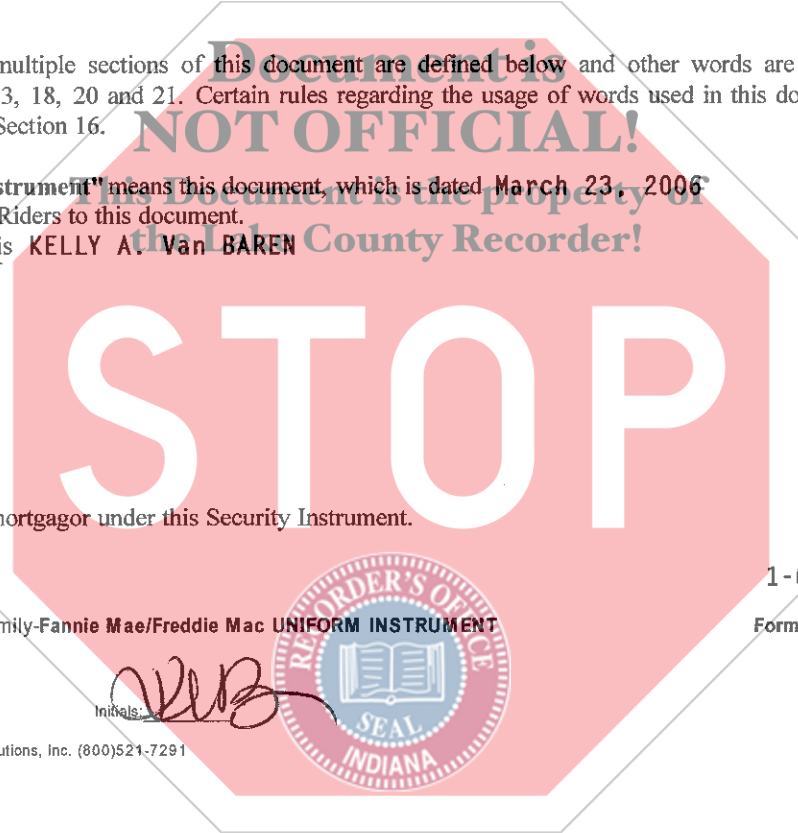 multiple sections of this document are defined below and other words are
3, 18, 20 and 21. Certain rules regarding the usage of words used in this do
Section 16.
Document is
NOT OFFICIAL!
This Document is the property of
the Lake County Recorder!
strument" means this document, which is dated March 23, 2006
Riders to this document.
is KELLY A. Van BAREN
STOP
ortgagor under this Security Instrument.
1-
mily-Fannie Mae/Freddie Mac UNIFORM INSTRUMENT
Form
RECORDER'S OFFICE
SEAL
INDIANA
Initials: KVB
utions, Inc. (800)521-7291